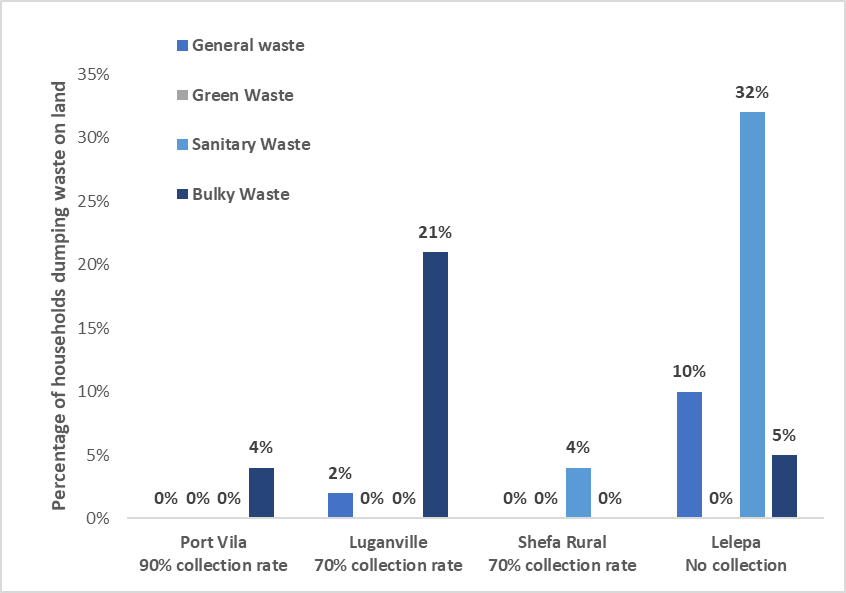 General waste
Green Waste
Sanitary Waste
Bulky Waste
Percentage of households dumping waste on land
35%
30%
25%
20%
15%
10%
5%
0%
0% 0% 0% 4%
2% 0% 0% 21%
0% 0% 4% 0%
10% 0% 32% 5%
Port Vila
90% collection rate
Luganville
70% collection rate
Shefa Rural
70% collection rate
Lelepa
No collection